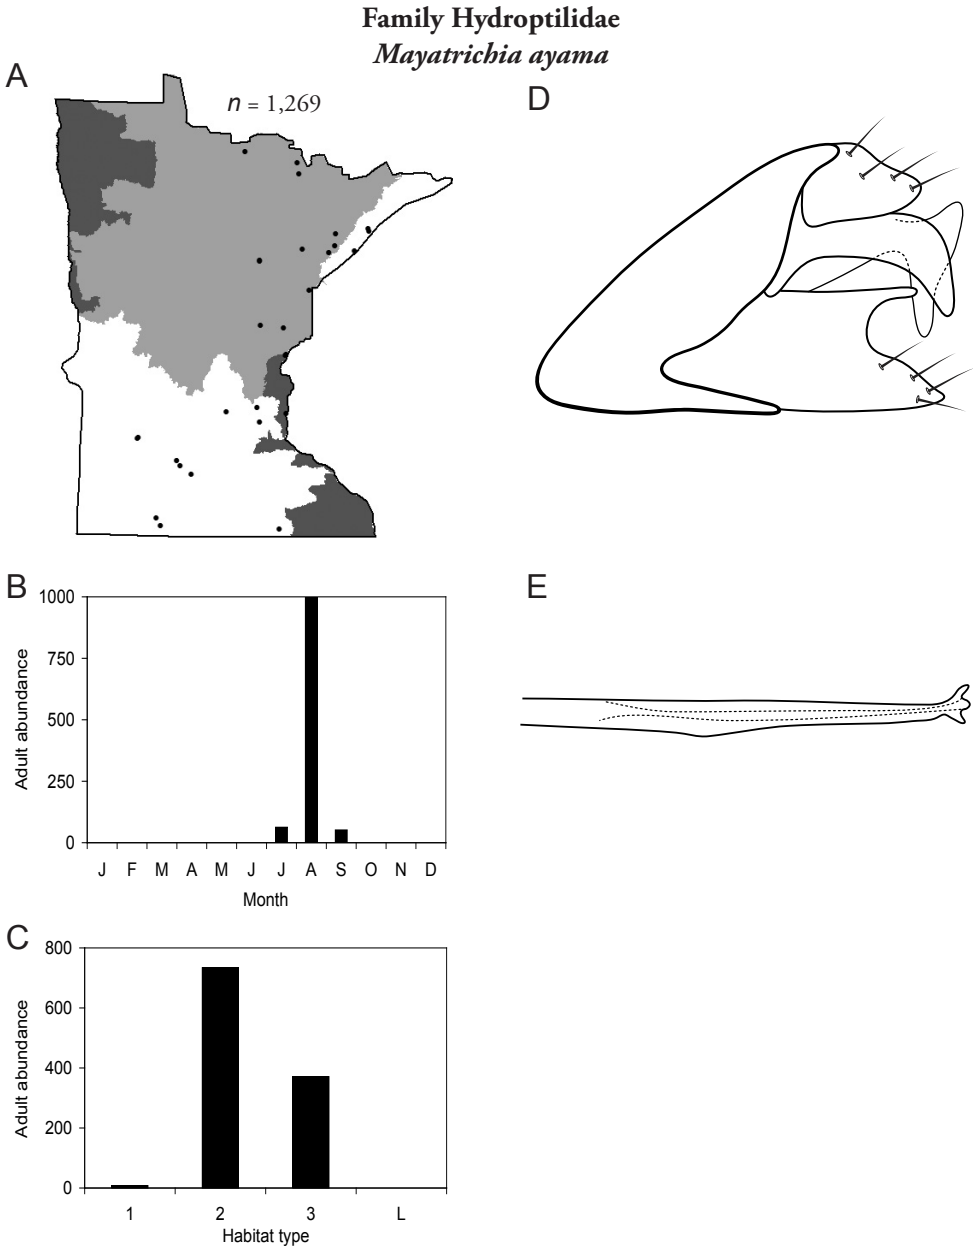 Family Hydroptilidae
Mayatrichia ayama
A
n = 1,269
D
B
1000
750
500
250
0
Adult abundance
J F M A M J J A S O N D
Month
E
C
800
600
400
200
0
Adult abundance
1 2 3 L
Habitat type